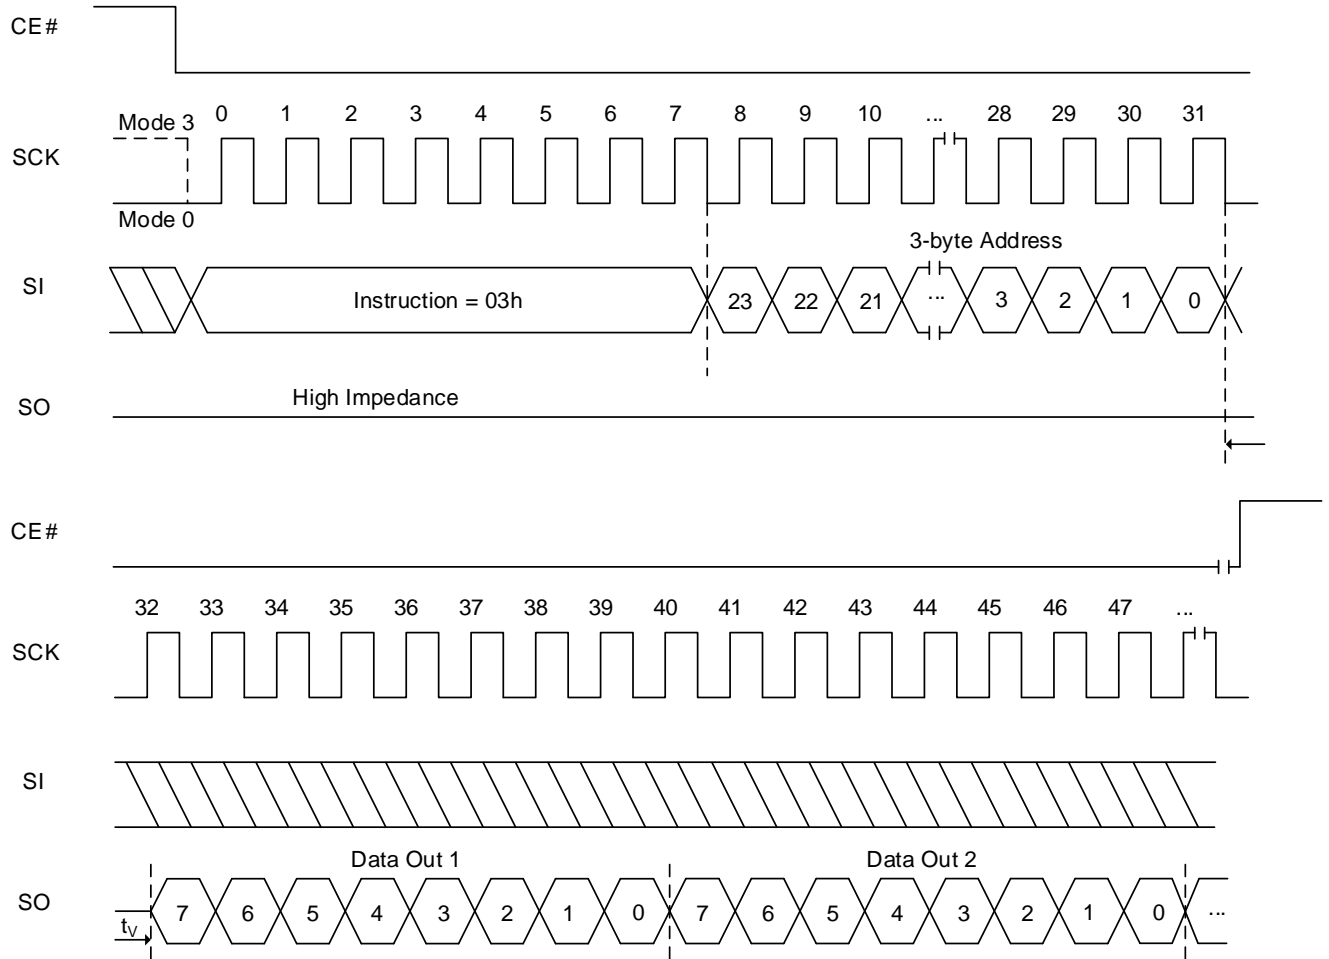 CE#
0 1 2 3 4 5 6 7 8 9 10 ... 28 29 30 31
Mode 3
SCK
Mode 0
3-byte Address
SI
Instruction = 03h 23 22 21 ... 3 2 1 0
High Impedance
SO
CE#
32 33 34 35 36 37 38 39 40 41 42 43 44 45 46 47 ...
SCK
SI
Data Out 1 Data Out 2
SO
7 6 5 4 3 2 1 0 7 6 5 4 3 2 1 0 ...
tV